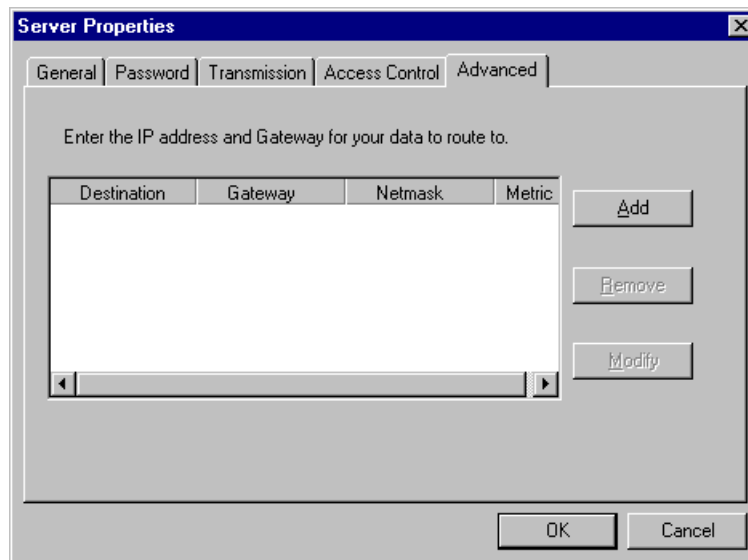 Server Properties
General Password Transmission Access Control Advanced
Enter the IP address and Gateway for your data to route to.
Destination Gateway Netmask Metric
Add
Remove
Modify
OK Cancel